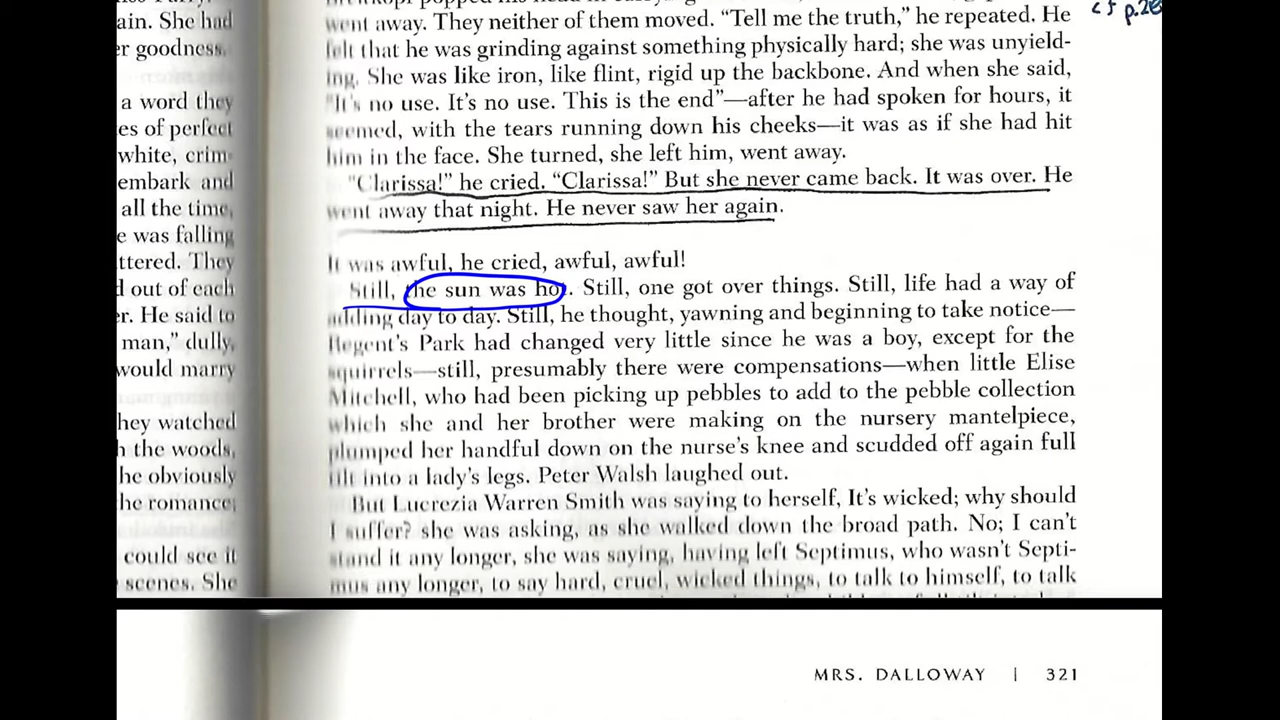 ain. She had
er goodness.
a word they
es of perfect
white, crim-
embark and
all the time,
e was falling
ttered. They
d out of each
r. He said to
man," dully,
would marry
hey watched
h the woods,
he obviously
he romance;
could see it
scenes. She
went away. They neither of them moved. "Tell me the truth," he repeated. He
felt that he was grinding against something physically hard; she was unyield-
ing. She was like iron, like flint, rigid up the backbone. And when she said,
"It's no use. It's no use. This is the end"—after he had spoken for hours, it
seemed, with the tears running down his cheeks—it was as if she had hit
him in the face. She turned, she left him, went away.
"Clarissa!" he cried. "Clarissa!" But she never came back. It was over. He
went away that night. He never saw her again.
It was awful, he cried, awful, awful!
Still, the sun was hot. Still, one got over things. Still, life had a way of
adding day to day. Still, he thought, yawning and beginning to take notice—
Regent's Park had changed very little since he was a boy, except for the
squirrels—still, presumably there were compensations—when little Elise
Mitchell, who had been picking up pebbles to add to the pebble collection
which she and her brother were making on the nursery mantelpiece,
plumped her handful down on the nurse's knee and scudded off again full
tilt into a lady's legs. Peter Walsh laughed out.
But Lucrezia Warren Smith was saying to herself, It's wicked; why should
I suffer? she was asking, as she walked down the broad path. No; I can't
stand it any longer, she was saying, having left Septimus, who wasn't Septi-
mus any longer, to say hard, cruel, wicked things, to talk to himself, to talk
MRS. DALLOWAY | 321